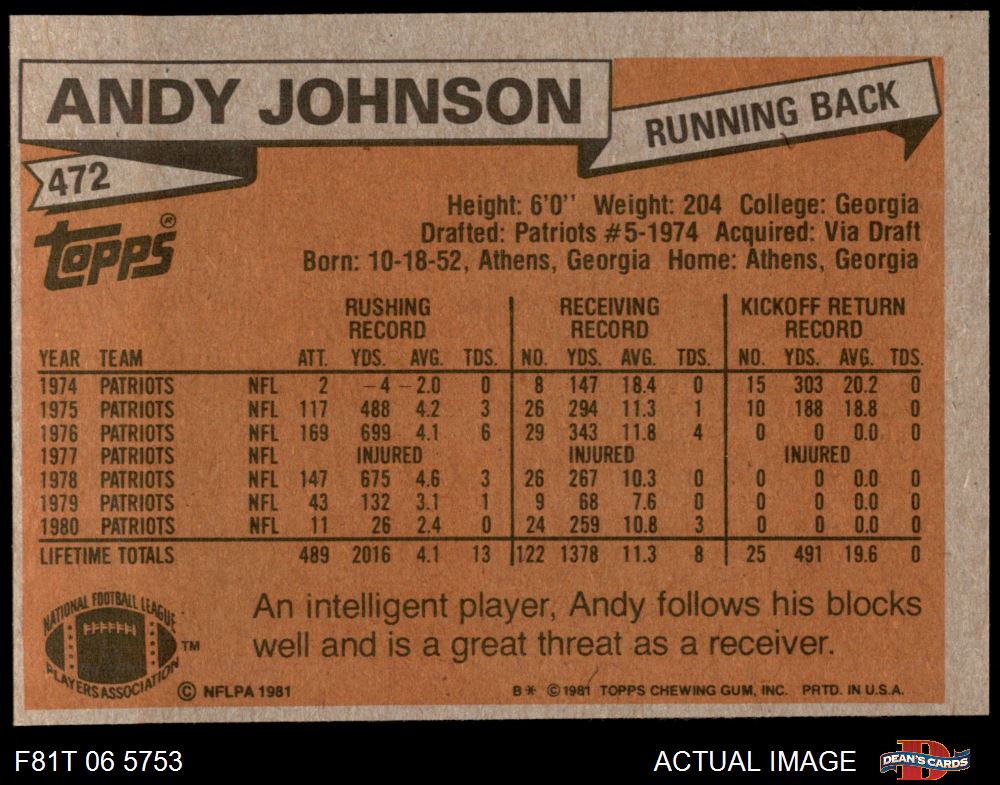 ANDY JOHNSON
RUNNING BACK
472
TOPPS®
Height: 6'0'' Weight: 204 College: Georgia
Drafted: Patriots #5-1974 Acquired: Via Draft
Born: 10-18-52, Athens, Georgia Home: Athens, Georgia
RUSHING RECEIVING KICKOFF RETURN
RECORD RECORD RECORD
YEAR TEAM ATT. YDS. AVG. TDS. NO. YDS. AVG. TDS. NO. YDS. AVG. TDS.
1974 PATRIOTS NFL 2 –4 –2.0 0 8 147 18.4 0 15 303 20.2 0
1975 PATRIOTS NFL 117 488 4.2 3 26 294 11.3 1 10 188 18.8 0
1976 PATRIOTS NFL 169 699 4.1 6 29 343 11.8 4 0 0 0.0 0
1977 PATRIOTS NFL INJURED INJURED INJURED
1978 PATRIOTS NFL 147 675 4.6 3 26 267 10.3 0 0 0 0.0 0
1979 PATRIOTS NFL 43 132 3.1 1 9 68 7.6 0 0 0 0.0 0
1980 PATRIOTS NFL 11 26 2.4 0 24 259 10.8 3 0 0 0.0 0
LIFETIME TOTALS 489 2016 4.1 13 122 1378 11.3 8 25 491 19.6 0
An intelligent player, Andy follows his blocks
well and is a great threat as a receiver.
NATIONAL FOOTBALL LEAGUE
PLAYERS ASSOCIATION
TM
© NFLPA 1981
B* © 1981 TOPPS CHEWING GUM, INC. PRTD. IN U.S.A.
F81T 06 5753
ACTUAL IMAGE
DEAN'S CARDS